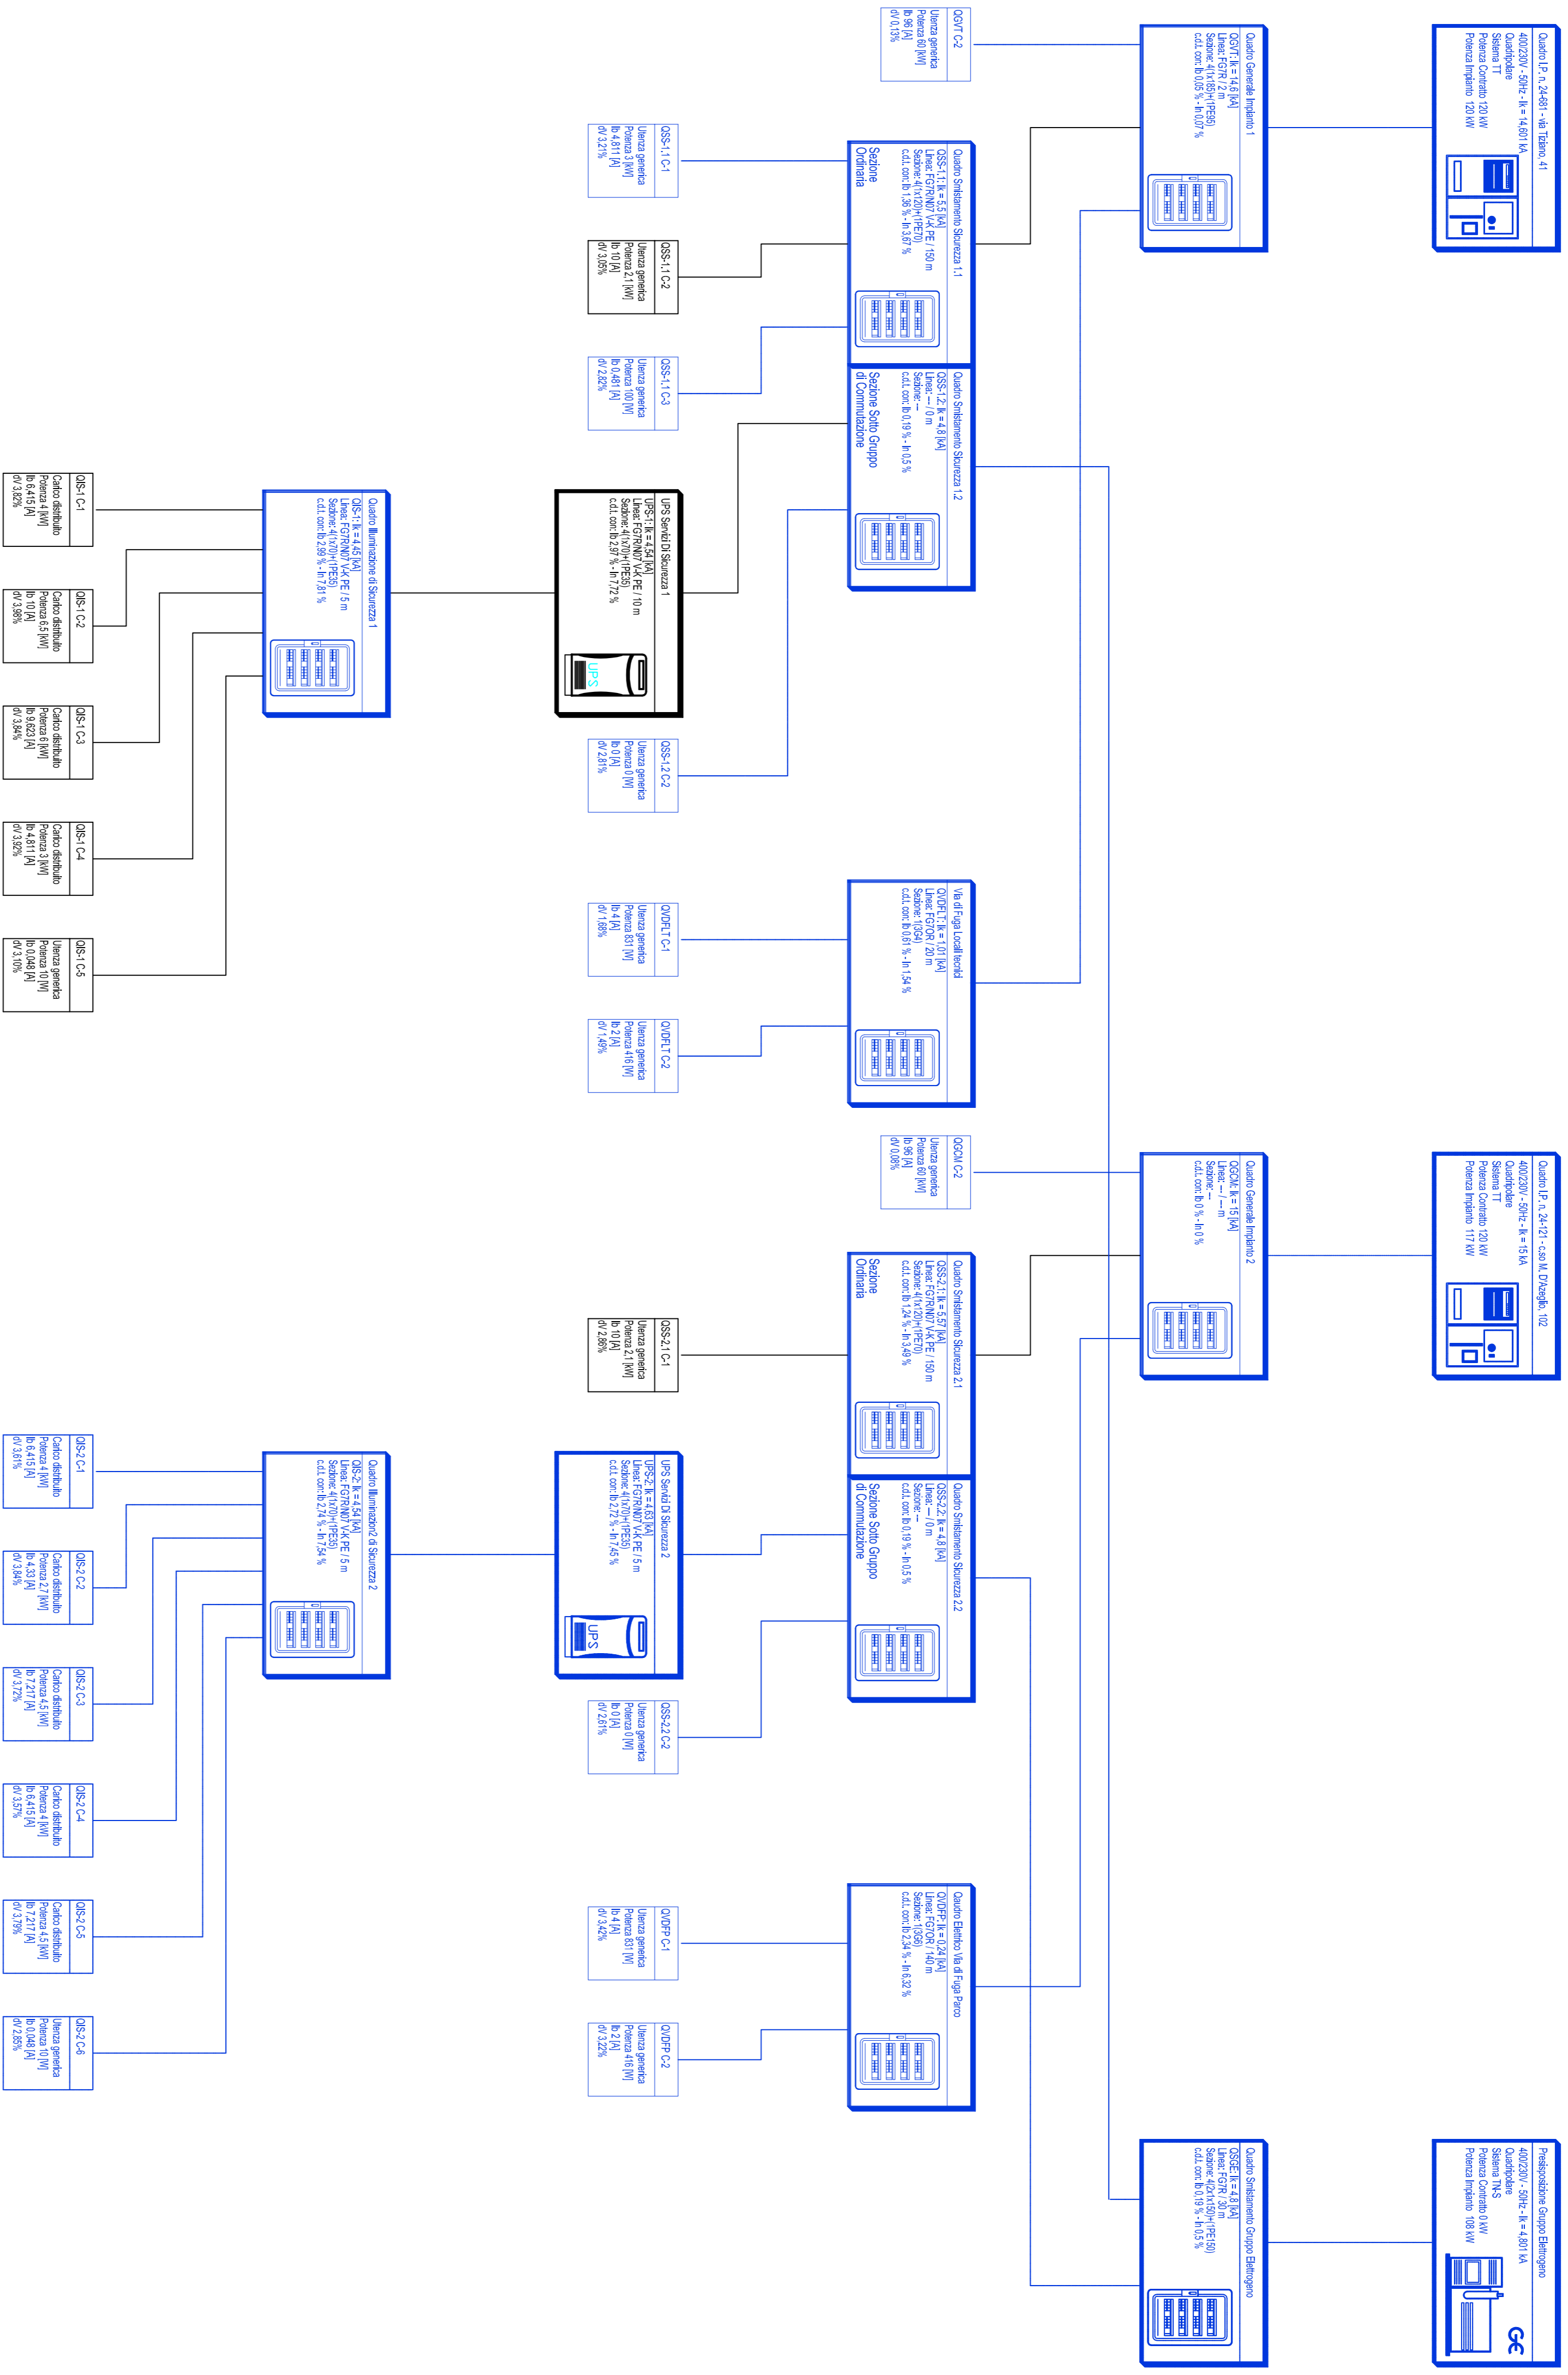 Quadro I.P. n. 24-681 - via Tiziano, 41
400/230V - 50Hz - Ik = 14,601 kA
Quadripolare
Sistema TT
Potenza Contratto 120 kW
Potenza Impianto 120 kW
Quadro I.P. n. 24-121 - c.so M. D'Azeglio, 102
400/230V - 50Hz - Ik = 15 kA
Quadripolare
Sistema TT
Potenza Contratto 120 kW
Potenza Impianto 117 kW
Presisposizione Gruppo Elettrogeno
400/230V - 50Hz - Ik = 4,801 kA
Quadripolare
Sistema TN-S
Potenza Contratto 0 kW
Potenza Impianto 108 kW
GE
Quadro Generale Impianto 1
QGVT: Ik = 14,6 [kA]
Linea: FG7R / 2 m
Sezione: 4(1x185)+(1PE95)
c.d.t. con: Ib 0,05 % - In 0,07 %
Quadro Generale Impianto 2
QGCM: Ik = 15 [kA]
Linea: --- / --- m
Sezione: ---
c.d.t. con: Ib 0 % - In 0 %
Quadro Smistamento Gruppo Elettrogeno
QSGE: Ik = 4,8 [kA]
Linea: FG7R / 30 m
Sezione: 4(2x1x150)+(1PE150)
c.d.t. con: Ib 0,19 % - In 0,5 %
QGVT C-2
Utenza generica
Potenza 60 [kW]
Ib 96 [A]
dV 0,13%
Quadro Smistamento Sicurezza 1.1
QSS-1.1: Ik = 5,5 [kA]
Linea: FG7R/N07 V-K PE / 150 m
Sezione: 4(1x120)+(1PE70)
c.d.t. con: Ib 1,36 % - In 3,67 %
Sezione
Ordinaria
Quadro Smistamento Sicurezza 1.2
QSS-1.2: Ik = 4,8 [kA]
Linea: --- / 0 m
Sezione: ---
c.d.t. con: Ib 0,19 % - In 0,5 %
Sezione Sotto Gruppo
di Commutazione
Via di Fuga Locali tecnici
QVDFLT: Ik = 1,01 [kA]
Linea: FG7OR / 20 m
Sezione: 1(3G4)
c.d.t. con: Ib 0,61 % - In 1,54 %
QGCM C-2
Utenza generica
Potenza 60 [kW]
Ib 96 [A]
dV 0,08%
Quadro Smistamento Sicurezza 2.1
QSS-2.1: Ik = 5,57 [kA]
Linea: FG7R/N07 V-K PE / 150 m
Sezione: 4(1x120)+(1PE70)
c.d.t. con: Ib 1,24 % - In 3,49 %
Sezione
Ordinaria
Quadro Smistamento Sicurezza 2.2
QSS-2.2: Ik = 4,8 [kA]
Linea: --- / 0 m
Sezione: ---
c.d.t. con: Ib 0,19 % - In 0,5 %
Sezione Sotto Gruppo
di Commutazione
Qaudro Elettrico Via di Fuga Parco
QVDFP: Ik = 0,24 [kA]
Linea: FG7OR / 140 m
Sezione: 1(3G6)
c.d.t. con: Ib 2,34 % - In 6,32 %
QSS-1.1 C-1
Utenza generica
Potenza 3 [kW]
Ib 4,811 [A]
dV 3,21%
QSS-1.1 C-2
Utenza generica
Potenza 2,1 [kW]
Ib 10 [A]
dV 3,05%
QSS-1.1 C-3
Utenza generica
Potenza 100 [W]
Ib 0,481 [A]
dV 2,82%
UPS Servizi Di Sicurezza 1
UPS-1: Ik = 4,54 [kA]
Linea: FG7R/N07 V-K PE / 10 m
Sezione: 4(1x70)+(1PE35)
c.d.t. con: Ib 2,97 % - In 7,72 %
UPS
QSS-1.2 C-2
Utenza generica
Potenza 0 [W]
Ib 0 [A]
dV 2,81%
QVDFLT C-1
Utenza generica
Potenza 831 [W]
Ib 4 [A]
dV 1,68%
QVDFLT C-2
Utenza generica
Potenza 416 [W]
Ib 2 [A]
dV 1,49%
QSS-2.1 C-1
Utenza generica
Potenza 2,1 [kW]
Ib 10 [A]
dV 2,86%
UPS Servizi Di Sicurezza 2
UPS-2: Ik = 4,63 [kA]
Linea: FG7R/N07 V-K PE / 5 m
Sezione: 4(1x70)+(1PE35)
c.d.t. con: Ib 2,72 % - In 7,45 %
UPS
QSS-2.2 C-2
Utenza generica
Potenza 0 [W]
Ib 0 [A]
dV 2,61%
QVDFP C-1
Utenza generica
Potenza 831 [W]
Ib 4 [A]
dV 3,42%
QVDFP C-2
Utenza generica
Potenza 416 [W]
Ib 2 [A]
dV 3,22%
Quadro Illuminazione di Sicurezza 1
QIS-1: Ik = 4,45 [kA]
Linea: FG7R/N07 V-K PE / 5 m
Sezione: 4(1x70)+(1PE35)
c.d.t. con: Ib 2,99 % - In 7,81 %
Quadro Illuminazion2 di Sicurezza 2
QIS-2: Ik = 4,54 [kA]
Linea: FG7R/N07 V-K PE / 5 m
Sezione: 4(1x70)+(1PE35)
c.d.t. con: Ib 2,74 % - In 7,54 %
QIS-1 C-1
Carico distribuito
Potenza 4 [kW]
Ib 6,415 [A]
dV 3,82%
QIS-1 C-2
Carico distribuito
Potenza 6,5 [kW]
Ib 10 [A]
dV 3,98%
QIS-1 C-3
Carico distribuito
Potenza 6 [kW]
Ib 9,623 [A]
dV 3,84%
QIS-1 C-4
Carico distribuito
Potenza 3 [kW]
Ib 4,811 [A]
dV 3,92%
QIS-1 C-5
Utenza generica
Potenza 10 [W]
Ib 0,048 [A]
dV 3,10%
QIS-2 C-1
Carico distribuito
Potenza 4 [kW]
Ib 6,415 [A]
dV 3,61%
QIS-2 C-2
Carico distribuito
Potenza 2,7 [kW]
Ib 4,33 [A]
dV 3,84%
QIS-2 C-3
Carico distribuito
Potenza 4,5 [kW]
Ib 7,217 [A]
dV 3,72%
QIS-2 C-4
Carico distribuito
Potenza 4 [kW]
Ib 6,415 [A]
dV 3,57%
QIS-2 C-5
Carico distribuito
Potenza 4,5 [kW]
Ib 7,217 [A]
dV 3,79%
QIS-2 C-6
Utenza generica
Potenza 10 [W]
Ib 0,048 [A]
dV 2,85%